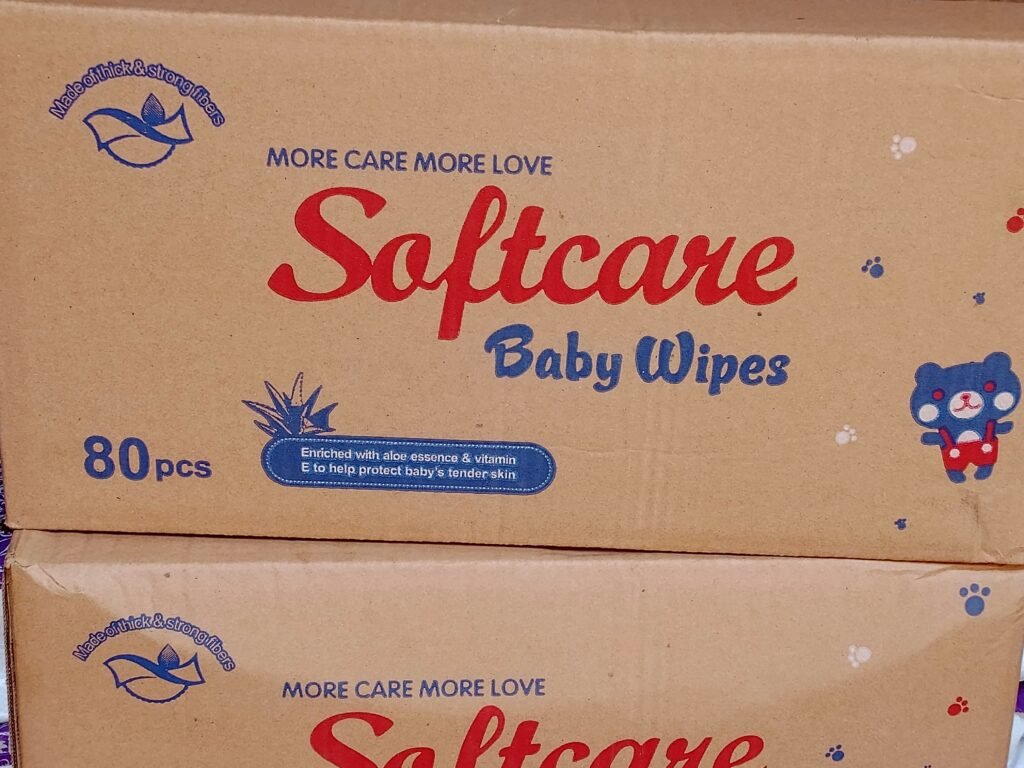 Made of thick & strong fibers
MORE CARE MORE LOVE
Softcare
Baby Wipes
80pcs
Enriched with aloe essence & vitamin
E to help protect baby's tender skin
Made of thick & strong fibers
MORE CARE MORE LOVE
Softcare